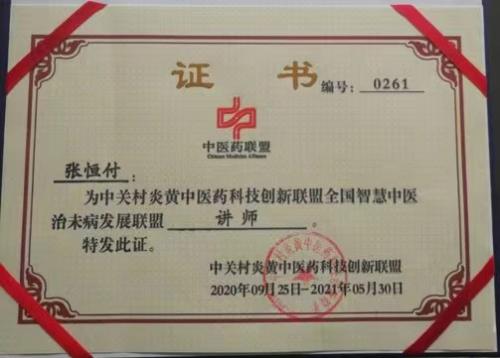 证 书
编号：0261
中医药联盟
Chinese Medicine Alliance
张恒付：
为中关村炎黄中医药科技创新联盟全国智慧中医
治未病发展联盟 讲师 。
特发此证。
中关村炎黄中医药科技创新联盟
2020年09月25日-2021年05月30日